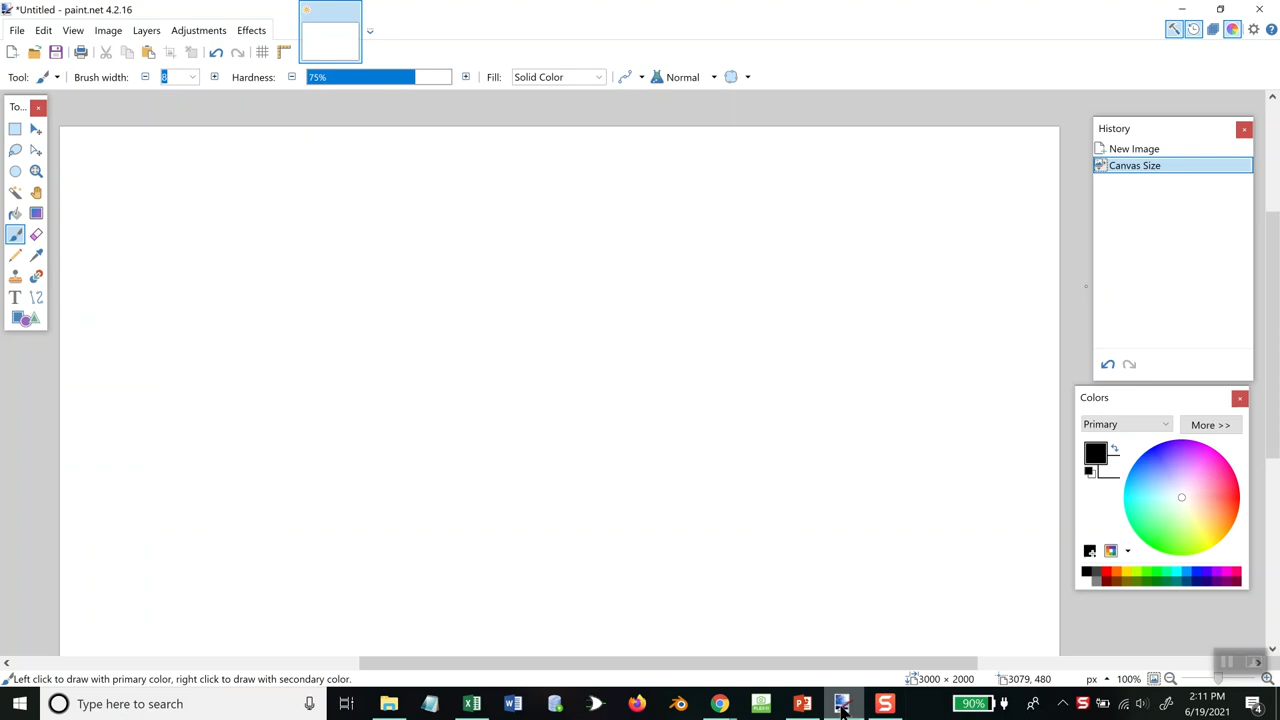 *Untitled - paint.net 4.2.16
File Edit View Image Layers Adjustments Effects
Tool: Brush width: 8 Hardness: 75% Fill: Solid Color Normal
To...
History
New Image
Canvas Size
Colors
Primary More >>
Left click to draw with primary color, right click to draw with secondary color. 3000 × 2000 3079, 480 px 100%
Type here to search 90% 2:11 PM
6/19/2021 4